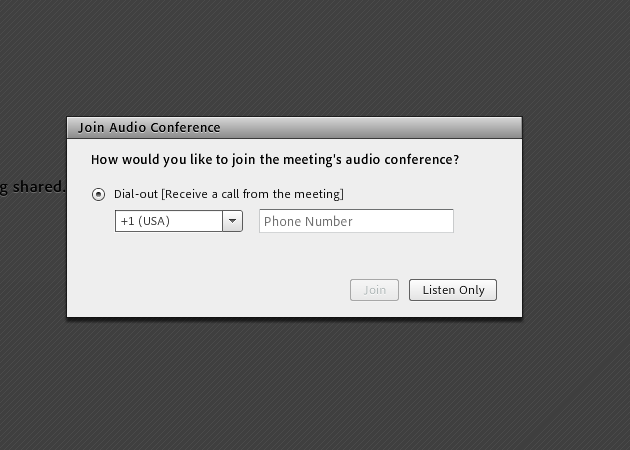 Join Audio Conference
How would you like to join the meeting's audio conference?
g shared.
Dial-out [Receive a call from the meeting]
+1 (USA)
Phone Number
Join
Listen Only